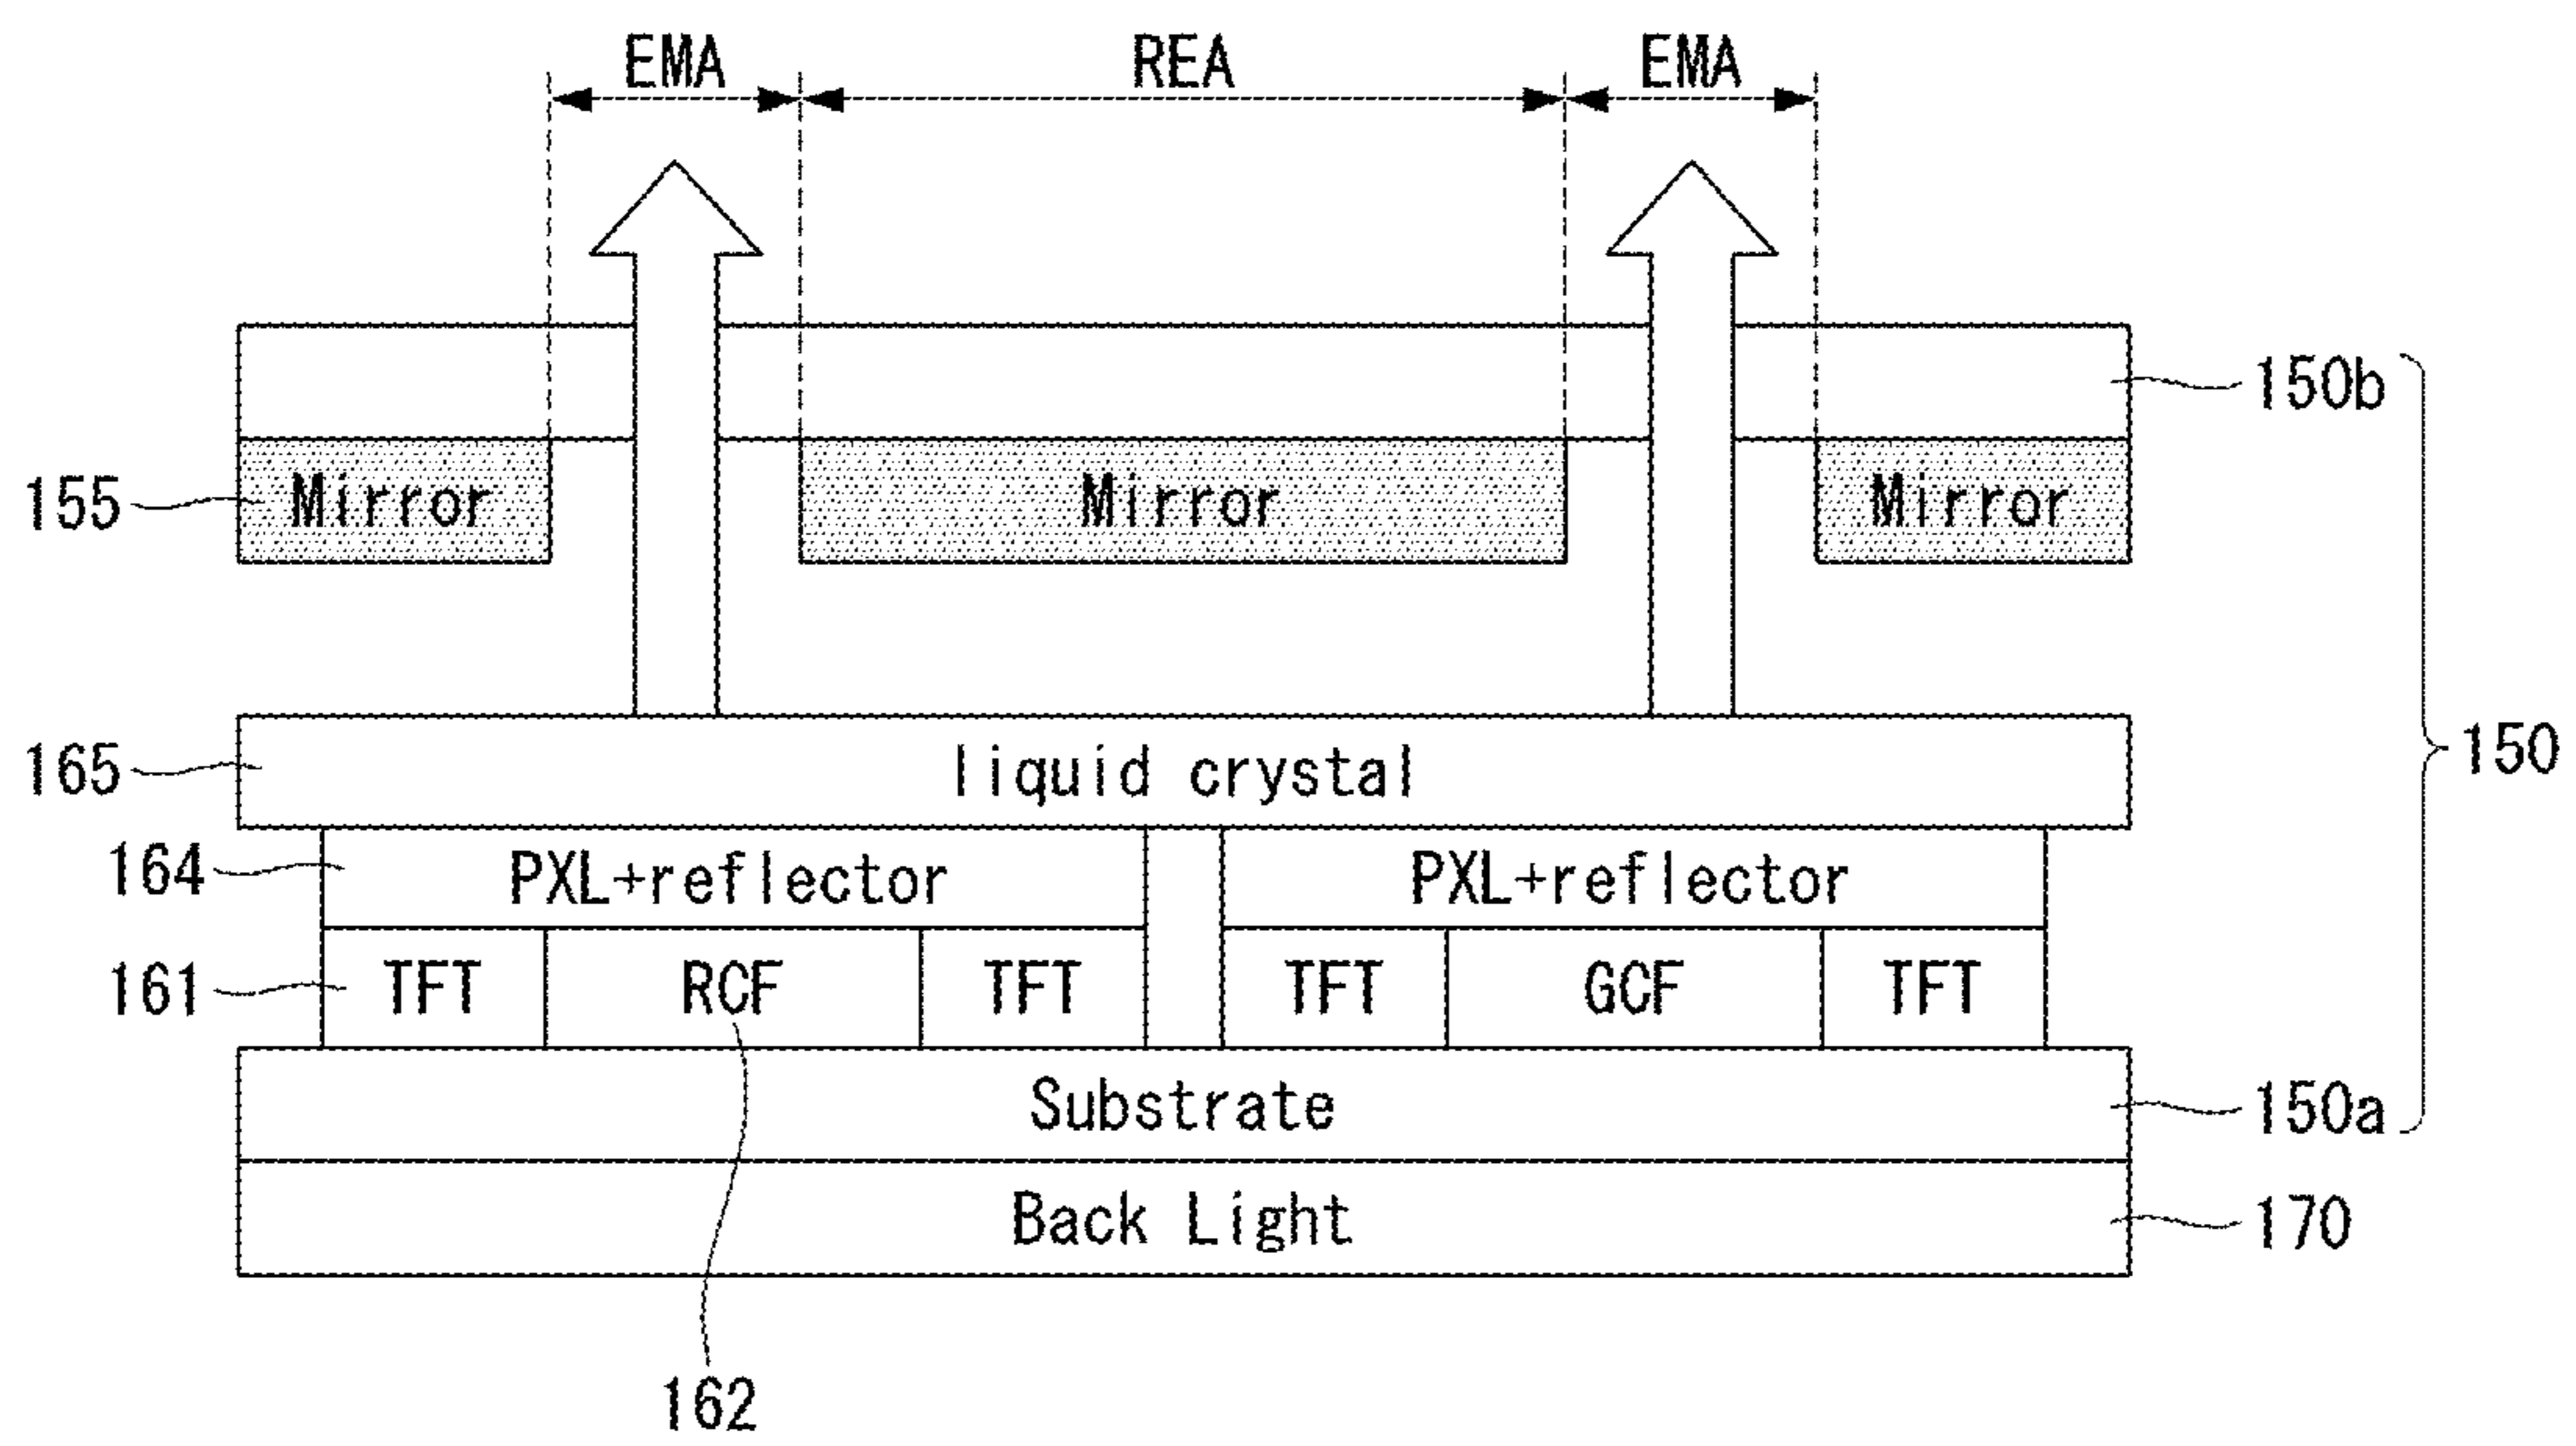 EMA REA EMA
150b
155 Mirror Mirror Mirror
150
165 liquid crystal
164 PXL+reflector PXL+reflector
161 TFT RCF TFT TFT GCF TFT
Substrate 150a
Back Light 170
162